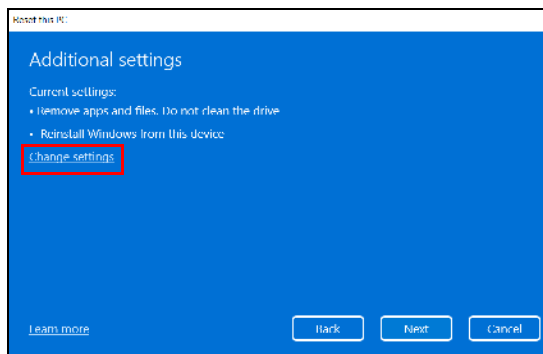 Reset this PC
Additional settings
Current settings:
• Remove apps and files. Do not clean the drive
• Reinstall Windows from this device
Change settings
Learn more
Back
Next
Cancel